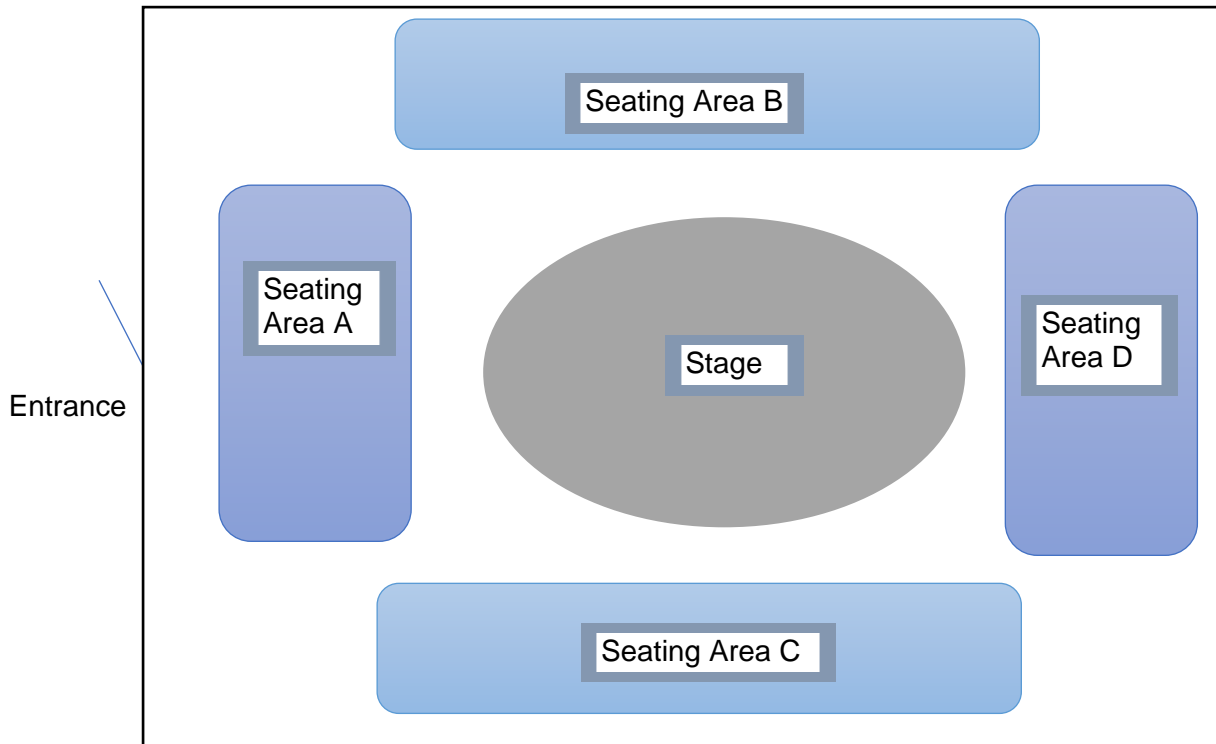 Seating Area B
Seating
Area A
Stage
Seating
Area D
Entrance
Seating Area C